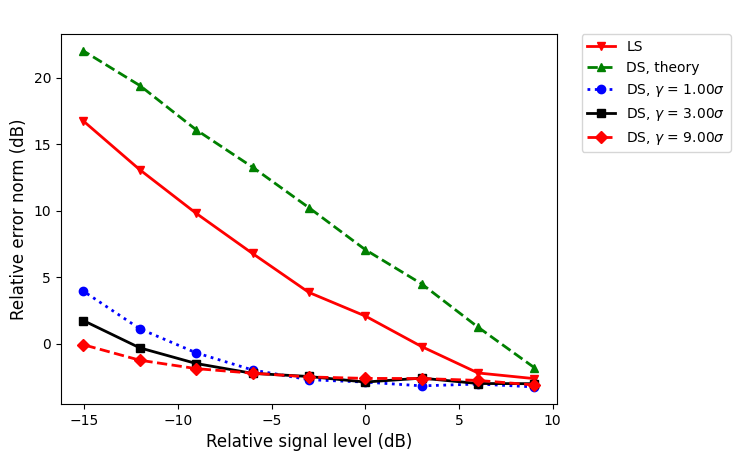 LS
DS, theory
DS, γ = 1.00σ
DS, γ = 3.00σ
DS, γ = 9.00σ
Relative error norm (dB)
20
15
10
5
0
−15
−10
−5
0
5
10
Relative signal level (dB)